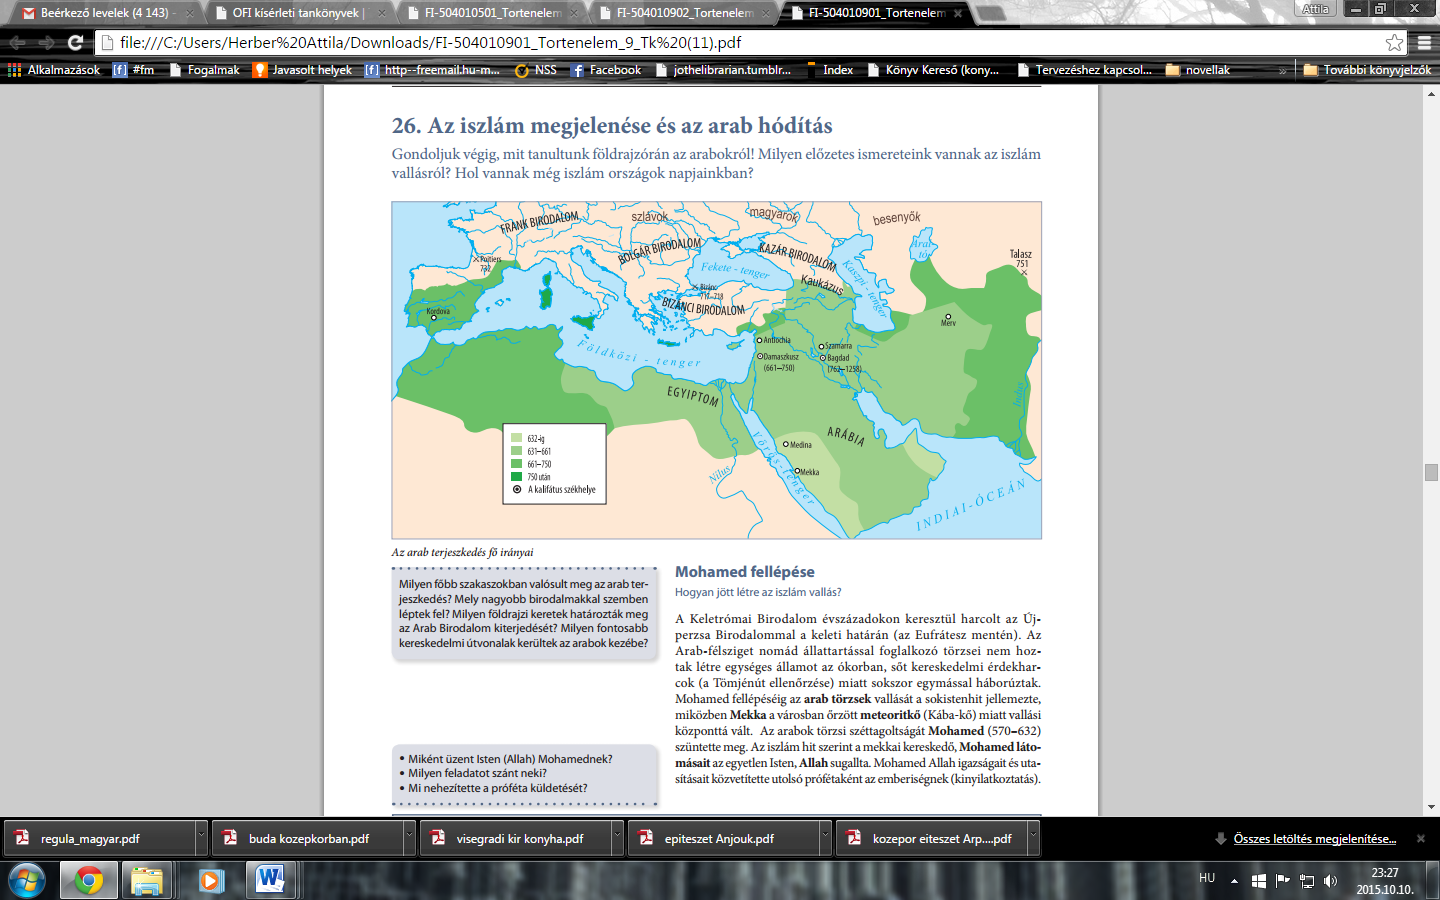 Beérkező levelek (4 143) -
OFI kísérleti tankönyvek |
FI-504010501_Tortenelem
FI-504010902_Tortenelem
FI-504010901_Tortenelem
Attila
file:///C:/Users/Herber%20Attila/Downloads/FI-504010901_Tortenelem_9_Tk%20(11).pdf
Alkalmazások
#fm
Fogalmak
Javasolt helyek
http--freemail.hu-m...
NSS
Facebook
jothelibrarian.tumblr...
Index
Könyv Kereső (kony...
Tervezéshez kapcsol...
novellak
»
További könyvjelzők
26. Az iszlám megjelenése és az arab hódítás
Gondoljuk végig, mit tanultunk földrajzórán az arabokról! Milyen előzetes ismereteink vannak az iszlám
vallásról? Hol vannak még iszlám országok napjainkban?
FRANK BIRODALOM
szlávok
magyarok
besenyők
BOLGÁR BIRODALOM
KAZÁR BIRODALOM
Aral-
tó
Talasz
751
Poitiers
732
Fekete - tenger
Kaszpi - tenger
Kaukázus
Bizánc
717–718
BIZÁNCI BIRODALOM
Kordova
Merv
Földközi - tenger
Antiochia
Szamarra
Damaszkusz
(661–750)
Bagdad
(762–1258)
EGYIPTOM
Indus
ARÁBIA
Medina
Mekka
Vörös-tenger
Nílus
INDIAI-ÓCEÁN
632-ig
631–661
661–750
750 után
A kalifátus székhelye
Az arab terjeszkedés fő irányai
Milyen főbb szakaszokban valósult meg az arab ter-
jeszkedés? Mely nagyobb birodalmakkal szemben
léptek fel? Milyen földrajzi keretek határozták meg
az Arab Birodalom kiterjedését? Milyen fontosabb
kereskedelmi útvonalak kerültek az arabok kezébe?
• Miként üzent Isten (Allah) Mohamednek?
• Milyen feladatot szánt neki?
• Mi nehezítette a próféta küldetését?
Mohamed fellépése
Hogyan jött létre az iszlám vallás?
A Keletrómai Birodalom évszázadokon keresztül harcolt az Új-
perzsa Birodalommal a keleti határán (az Eufrátesz mentén). Az
Arab-félsziget nomád állattartással foglalkozó törzsei nem hoz-
tak létre egységes államot az ókorban, sőt kereskedelmi érdekhar-
cok (a Tömjénút ellenőrzése) miatt sokszor egymással háborúztak.
Mohamed fellépéséig az arab törzsek vallását a sokistenhit jellemezte,
miközben Mekka a városban őrzött meteoritkő (Kába-kő) miatt vallási
központtá vált. Az arabok törzsi széttagoltságát Mohamed (570–632)
szüntette meg. Az iszlám hit szerint a mekkai kereskedő, Mohamed láto-
másait az egyetlen Isten, Allah sugallta. Mohamed Allah igazságait és uta-
sításait közvetítette utolsó prófétaként az emberiségnek (kinyilatkoztatás).
regula_magyar.pdf
buda kozepkorban.pdf
visegradi kir konyha.pdf
epiteszet Anjouk.pdf
kozepor eiteszet Arp....pdf
Összes letöltés megjelenítése...
HU
23:27
2015.10.10.